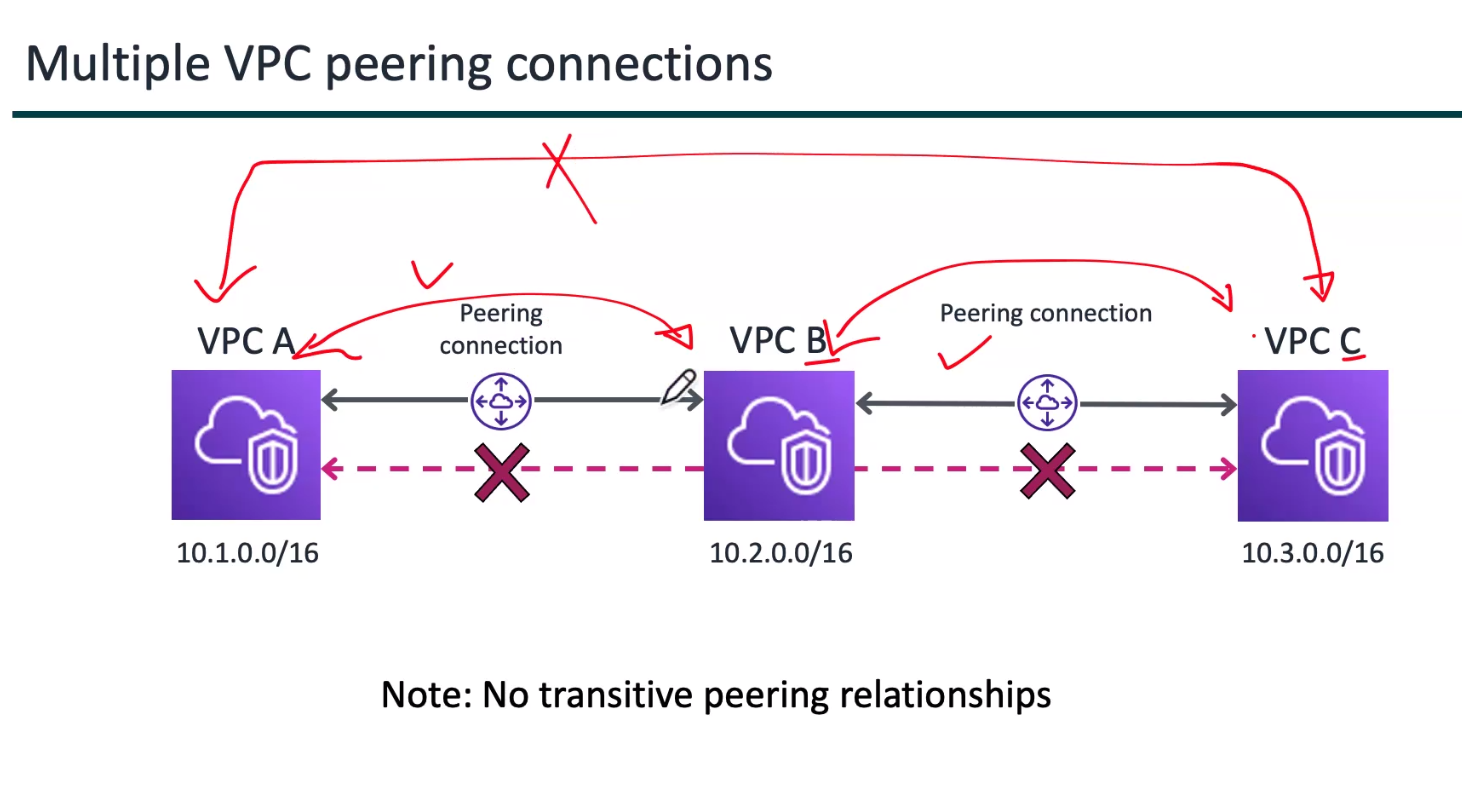 Multiple VPC peering connections
VPC A
Peering
connection
VPC B
Peering connection
VPC C
10.1.0.0/16
10.2.0.0/16
10.3.0.0/16
Note: No transitive peering relationships